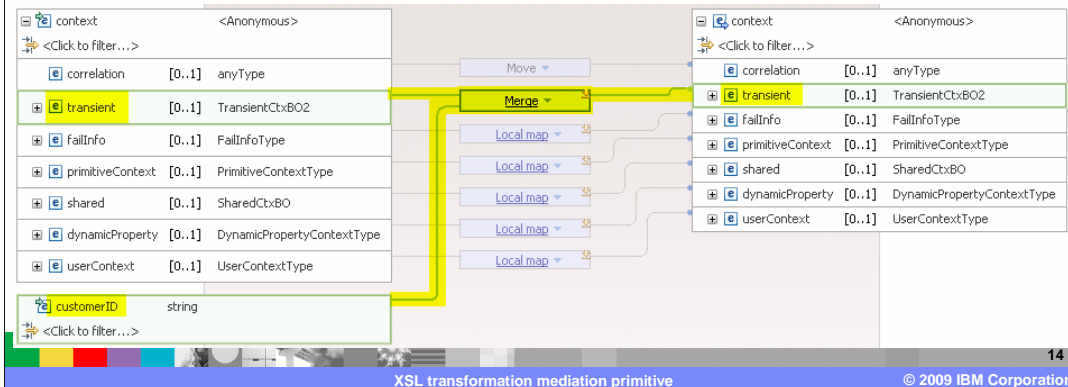 context <Anonymous>
<Click to filter...>
correlation [0..1] anyType
transient [0..1] TransientCtxBO2
failInfo [0..1] FailInfoType
primitiveContext [0..1] PrimitiveContextType
shared [0..1] SharedCtxBO
dynamicProperty [0..1] DynamicPropertyContextType
userContext [0..1] UserContextType
customerID string
<Click to filter...>
Move
Merge
Local map
Local map
Local map
Local map
Local map
context <Anonymous>
<Click to filter...>
correlation [0..1] anyType
transient [0..1] TransientCtxBO2
failInfo [0..1] FailInfoType
primitiveContext [0..1] PrimitiveContextType
shared [0..1] SharedCtxBO
dynamicProperty [0..1] DynamicPropertyContextType
userContext [0..1] UserContextType
14
XSL transformation mediation primitive © 2009 IBM Corporation